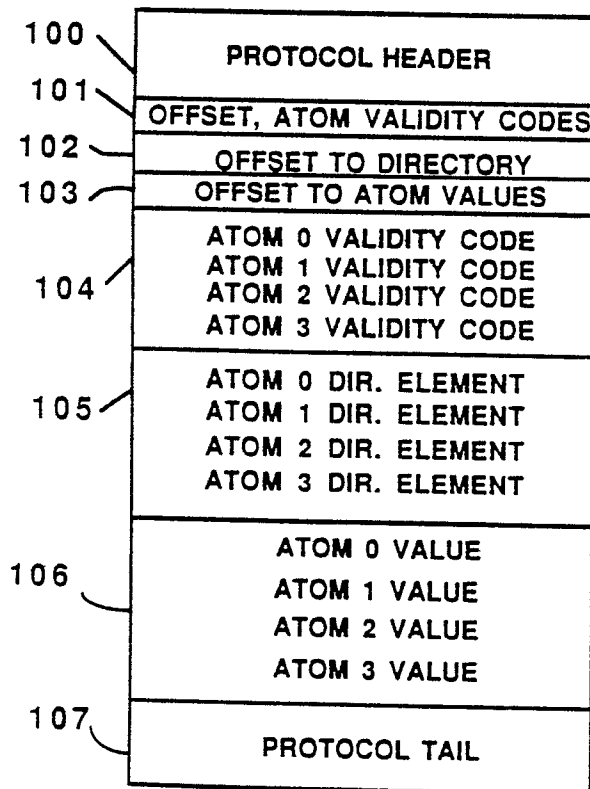 100
PROTOCOL HEADER
101
OFFSET, ATOM VALIDITY CODES
102
OFFSET TO DIRECTORY
103
OFFSET TO ATOM VALUES
104
ATOM 0 VALIDITY CODE
ATOM 1 VALIDITY CODE
ATOM 2 VALIDITY CODE
ATOM 3 VALIDITY CODE
105
ATOM 0 DIR. ELEMENT
ATOM 1 DIR. ELEMENT
ATOM 2 DIR. ELEMENT
ATOM 3 DIR. ELEMENT
106
ATOM 0 VALUE
ATOM 1 VALUE
ATOM 2 VALUE
ATOM 3 VALUE
107
PROTOCOL TAIL